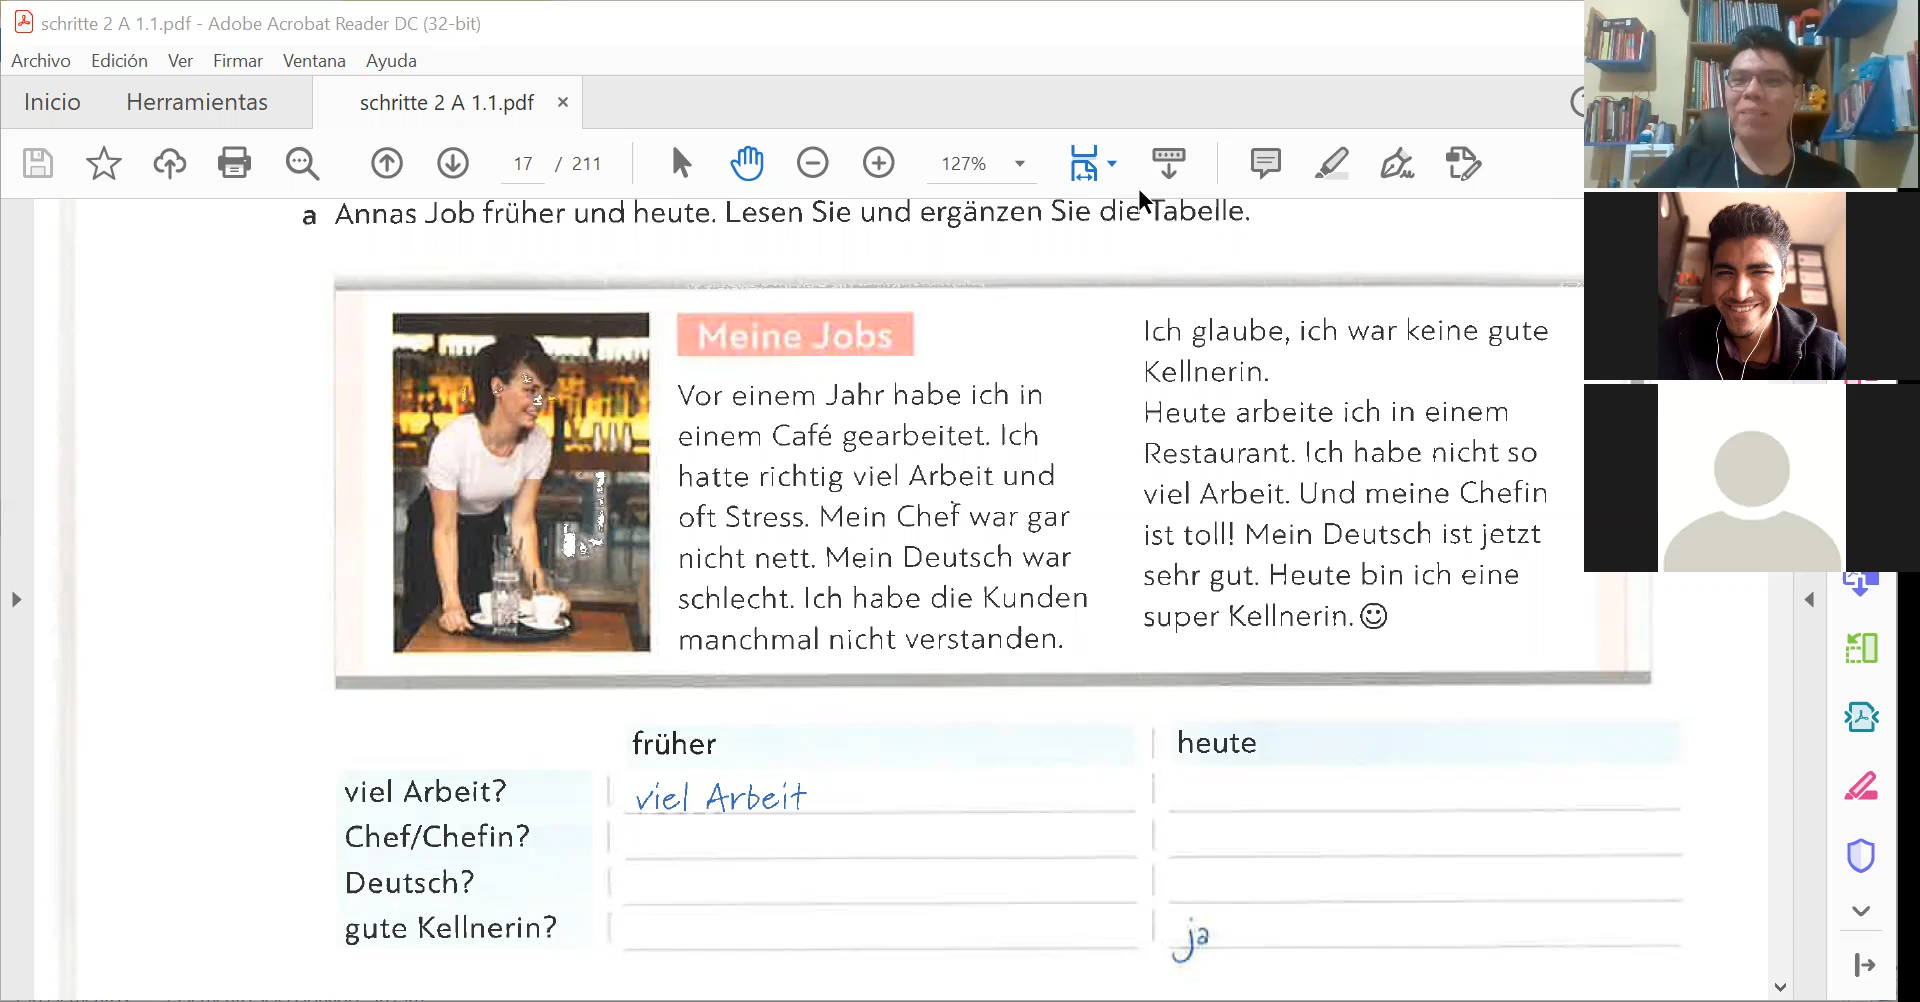 schritte 2 A 1.1.pdf - Adobe Acrobat Reader DC (32-bit)
Archivo Edición Ver Firmar Ventana Ayuda
Inicio Herramientas schritte 2 A 1.1.pdf ×
17 / 211 127%
a Annas Job früher und heute. Lesen Sie und ergänzen Sie die Tabelle.
Meine Jobs
Vor einem Jahr habe ich in
einem Café gearbeitet. Ich
hatte richtig viel Arbeit und
oft Stress. Mein Chef war gar
nicht nett. Mein Deutsch war
schlecht. Ich habe die Kunden
manchmal nicht verstanden.
Ich glaube, ich war keine gute
Kellnerin.
Heute arbeite ich in einem
Restaurant. Ich habe nicht so
viel Arbeit. Und meine Chefin
ist toll! Mein Deutsch ist jetzt
sehr gut. Heute bin ich eine
super Kellnerin. ☺
früher heute
viel Arbeit? viel Arbeit
Chef/Chefin?
Deutsch?
gute Kellnerin? ja